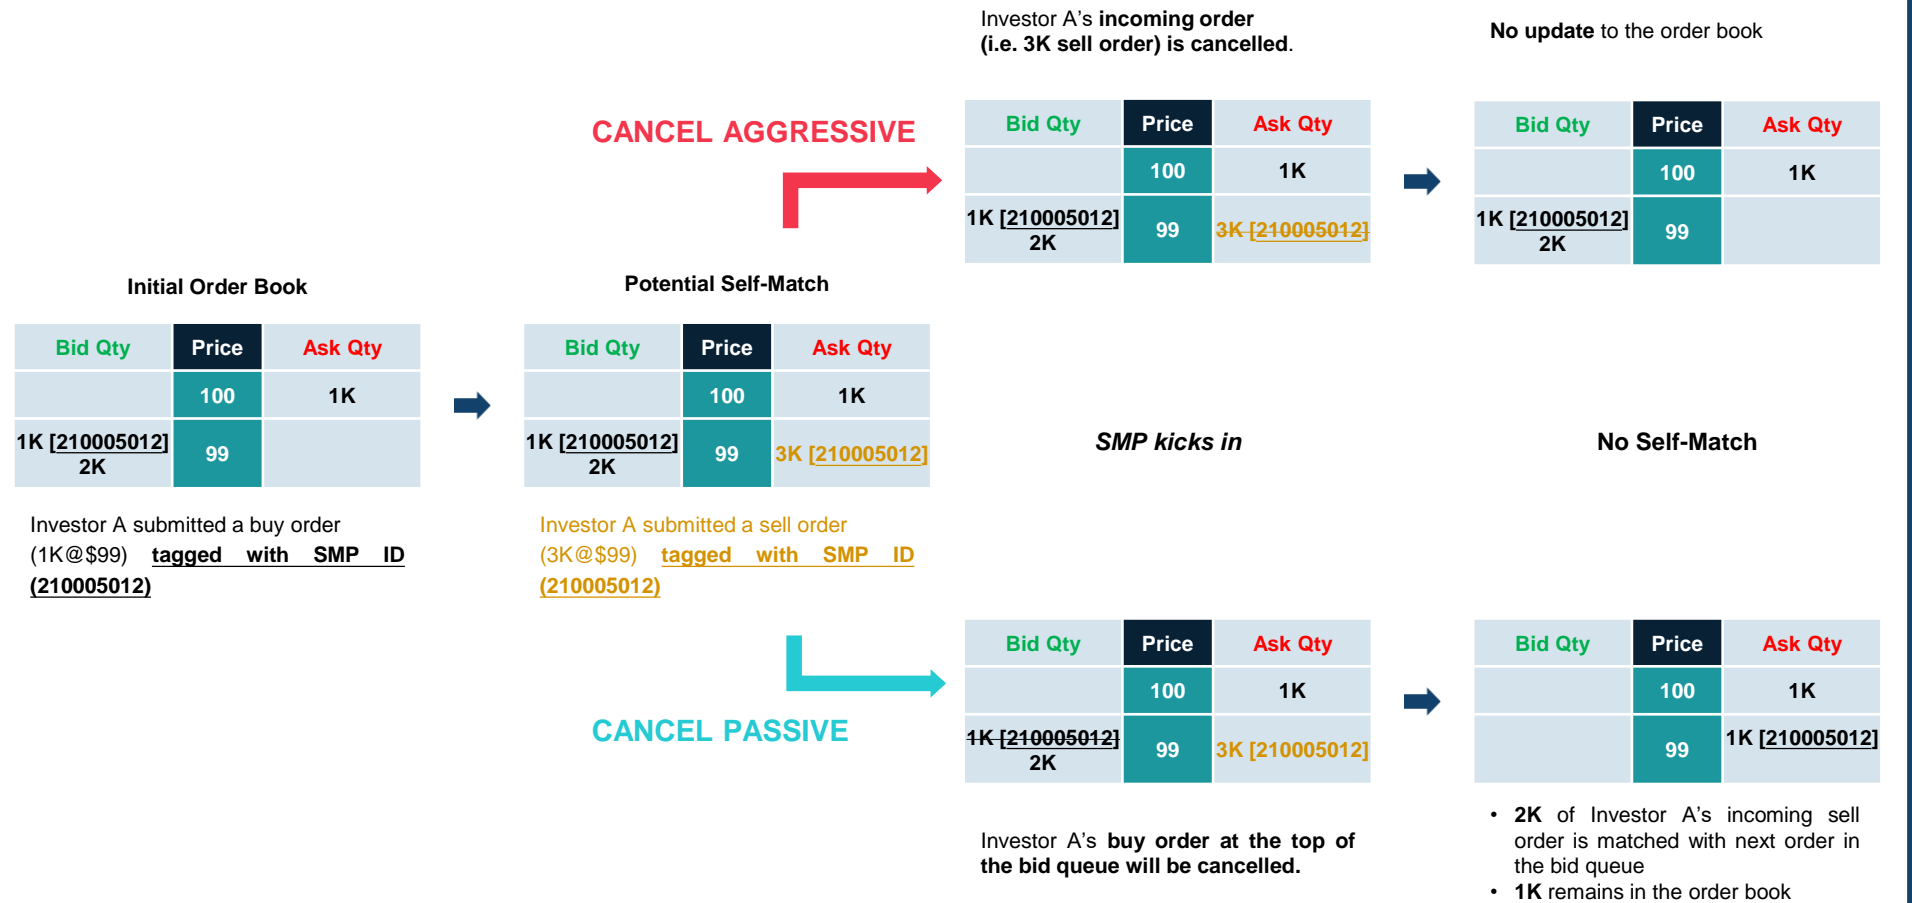 Investor A's incoming order
(i.e. 3K sell order) is cancelled.
No update to the order book
CANCEL AGGRESSIVE
Bid Qty Price Ask Qty
100 1K
1K [210005012]
2K
99 3K [210005012]
Bid Qty Price Ask Qty
100 1K
1K [210005012]
2K
99
Initial Order Book
Bid Qty Price Ask Qty
100 1K
1K [210005012]
2K
99
Investor A submitted a buy order
(1K@$99) tagged with SMP ID
(210005012)
Potential Self-Match
Bid Qty Price Ask Qty
100 1K
1K [210005012]
2K
99 3K [210005012]
Investor A submitted a sell order
(3K@$99) tagged with SMP ID
(210005012)
SMP kicks in
No Self-Match
CANCEL PASSIVE
Bid Qty Price Ask Qty
100 1K
1K [210005012]
2K
99 3K [210005012]
Investor A's buy order at the top of
the bid queue will be cancelled.
Bid Qty Price Ask Qty
100 1K
99 1K [210005012]
• 2K of Investor A's incoming sell
order is matched with next order in
the bid queue
• 1K remains in the order book